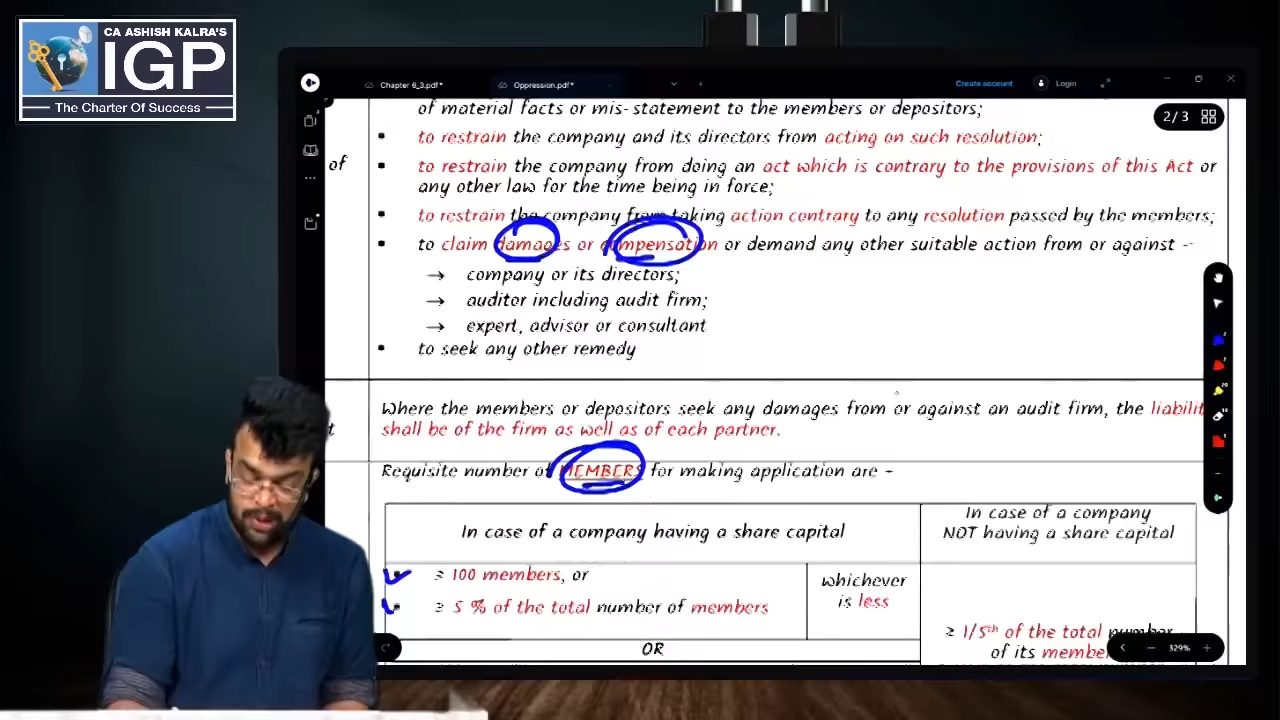 CA ASHISH KALRA'S
IGP
The Charter Of Success
Chapter 6_3.pdf*
Oppression.pdf*
Create account
Login
2 / 3
of material facts or mis-statement to the members or depositors;
to restrain the company and its directors from acting on such resolution;
of
to restrain the company from doing an act which is contrary to the provisions of this Act or
any other law for the time being in force;
to restrain the company from taking action contrary to any resolution passed by the members;
to claim damages or compensation or demand any other suitable action from or against -
→ company or its directors;
→ auditor including audit firm;
→ expert, advisor or consultant
to seek any other remedy
Where the members or depositors seek any damages from or against an audit firm, the liabilit
t
shall be of the firm as well as of each partner.
Requisite number of MEMBERS for making application are -
In case of a company having a share capital
In case of a company
NOT having a share capital
≥ 100 members, or
≥ 5 % of the total number of members
whichever
is less
≥ 1/5th of the total number
of its member
OR
329%